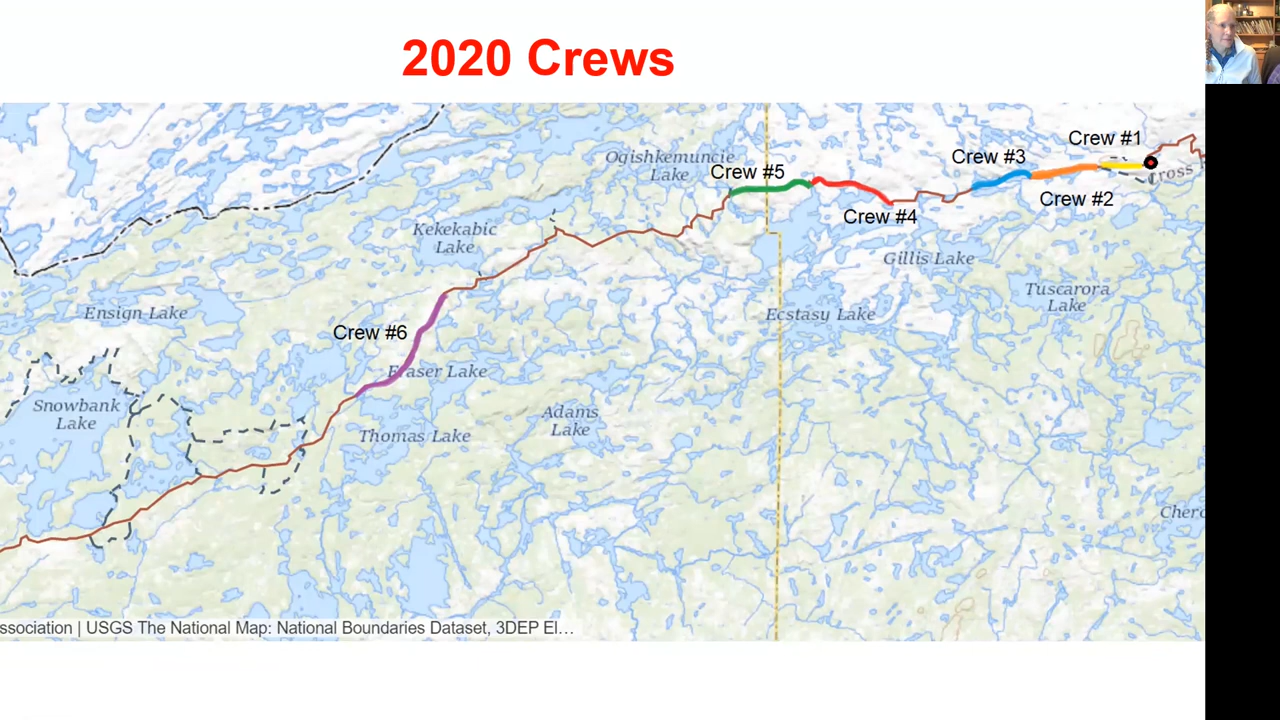 2020 Crews
Crew #1
Ogishkemuncie
Lake
Crew #3
Crew #5
Cross
Crew #2
Crew #4
Kekekabic
Lake
Gillis Lake
Tuscarora
Lake
Ensign Lake
Ecstasy Lake
Crew #6
Fraser Lake
Snowbank
Lake
Adams
Lake
Thomas Lake
Cherc
ssociation | USGS The National Map: National Boundaries Dataset, 3DEP El…